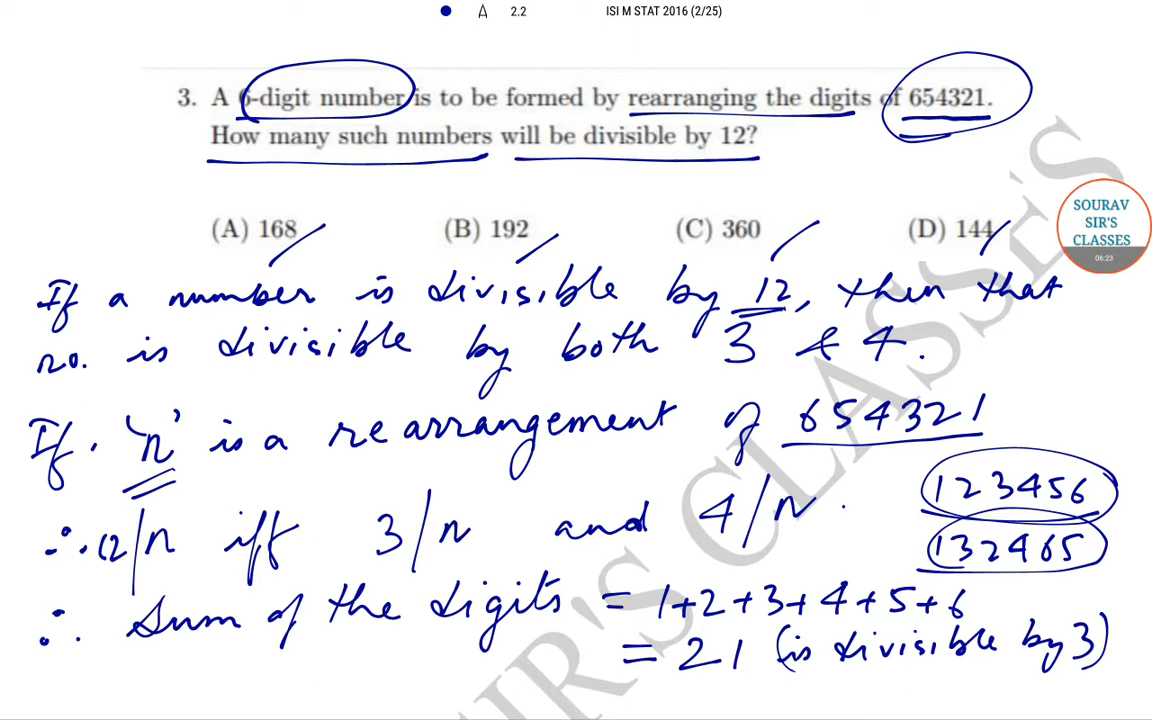 A 2.2 ISI M STAT 2016 (2/25)
3. A 6-digit number is to be formed by rearranging the digits of 654321.
How many such numbers will be divisible by 12?
(A) 168 (B) 192 (C) 360 (D) 144
SOURAV
SIR'S
CLASSES
06:23
If a number is divisible by 12, then that
no. is divisible by both 3 & 4.
If 'n' is a rearrangement of 654321
123456
∴ 12/n iff 3/n and 4/n.
132465
∴ Sum of the digits = 1+2+3+4+5+6
= 21 (is divisible by 3)
SIR'S CLASSES